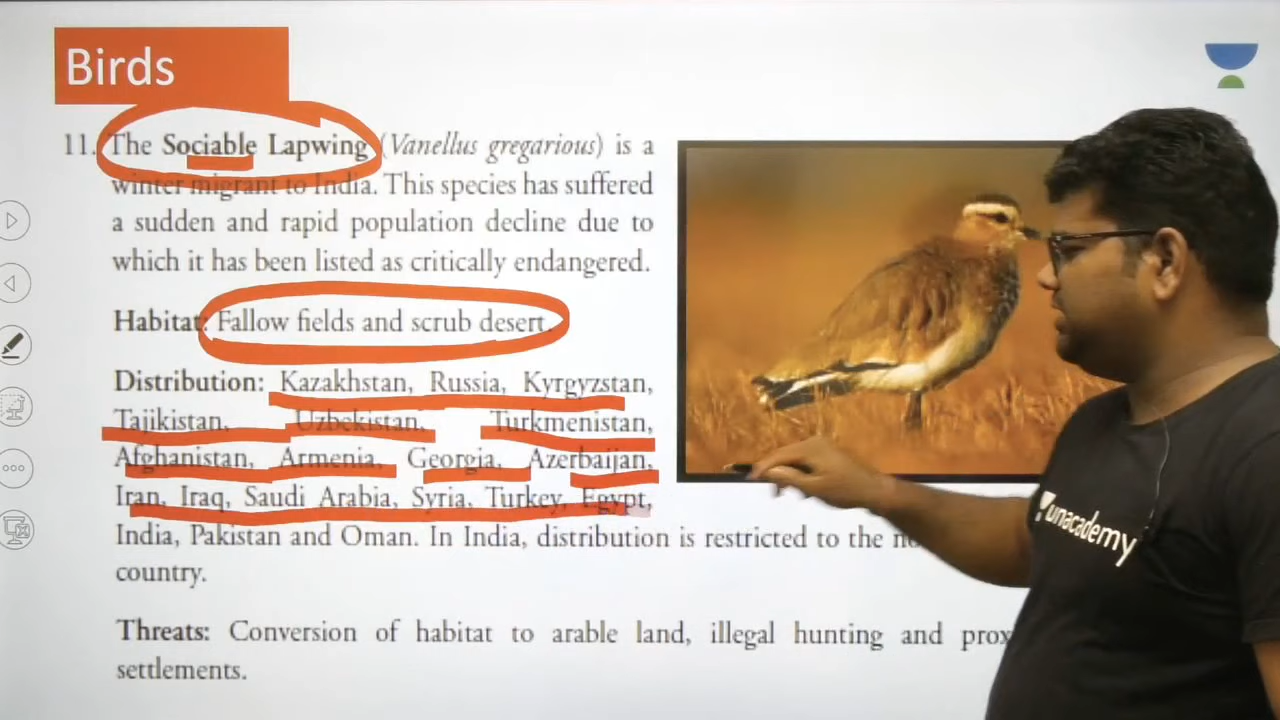 Birds
11. The Sociable Lapwing (Vanellus gregarious) is a
winter migrant to India. This species has suffered
a sudden and rapid population decline due to
which it has been listed as critically endangered.
Habitat: Fallow fields and scrub desert.
Distribution: Kazakhstan, Russia, Kyrgyzstan,
Tajikistan, Uzbekistan, Turkmenistan,
Afghanistan, Armenia, Georgia, Azerbaijan,
Iran, Iraq, Saudi Arabia, Syria, Turkey, Egypt,
India, Pakistan and Oman. In India, distribution is restricted to the
country.
Threats: Conversion of habitat to arable land, illegal hunting and
settlements.
unacademy